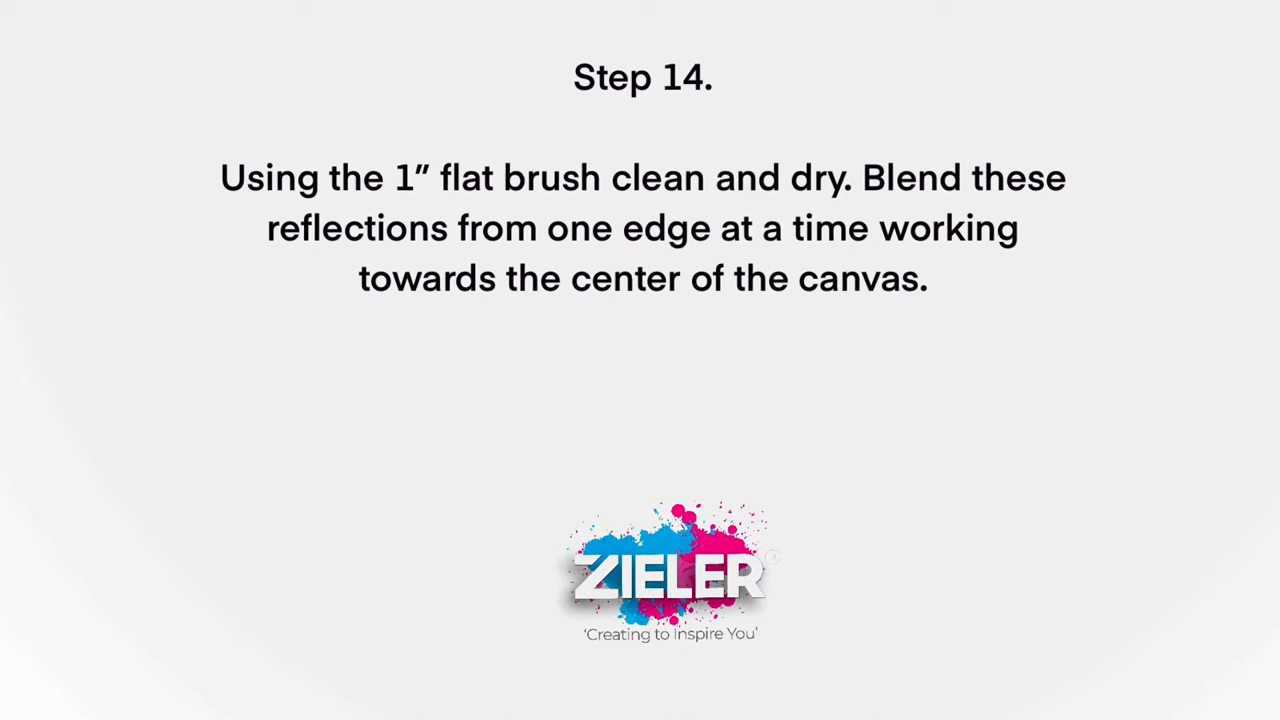 Step 14.
Using the 1” flat brush clean and dry. Blend these
reflections from one edge at a time working
towards the center of the canvas.
ZIELER®
‘Creating to Inspire You’